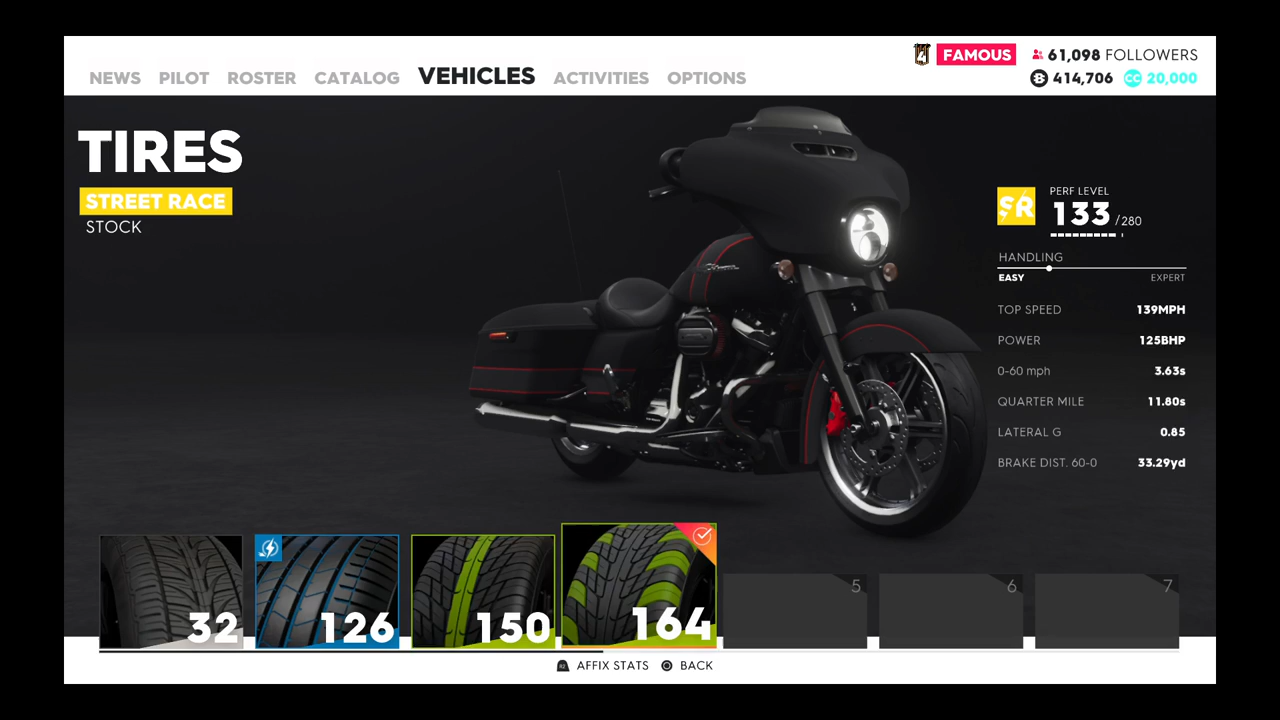 4 FAMOUS 61,098 FOLLOWERS
NEWS PILOT ROSTER CATALOG VEHICLES ACTIVITIES OPTIONS
414,706 CC 20,000
TIRES
STREET RACE
STOCK
SR PERF LEVEL
133 /280
HANDLING
EASY EXPERT
TOP SPEED 139MPH
POWER 125BHP
0-60 mph 3.63s
QUARTER MILE 11.80s
LATERAL G 0.85
BRAKE DIST. 60-0 33.29yd
32 126 150 164 5 6 7
R2 AFFIX STATS BACK